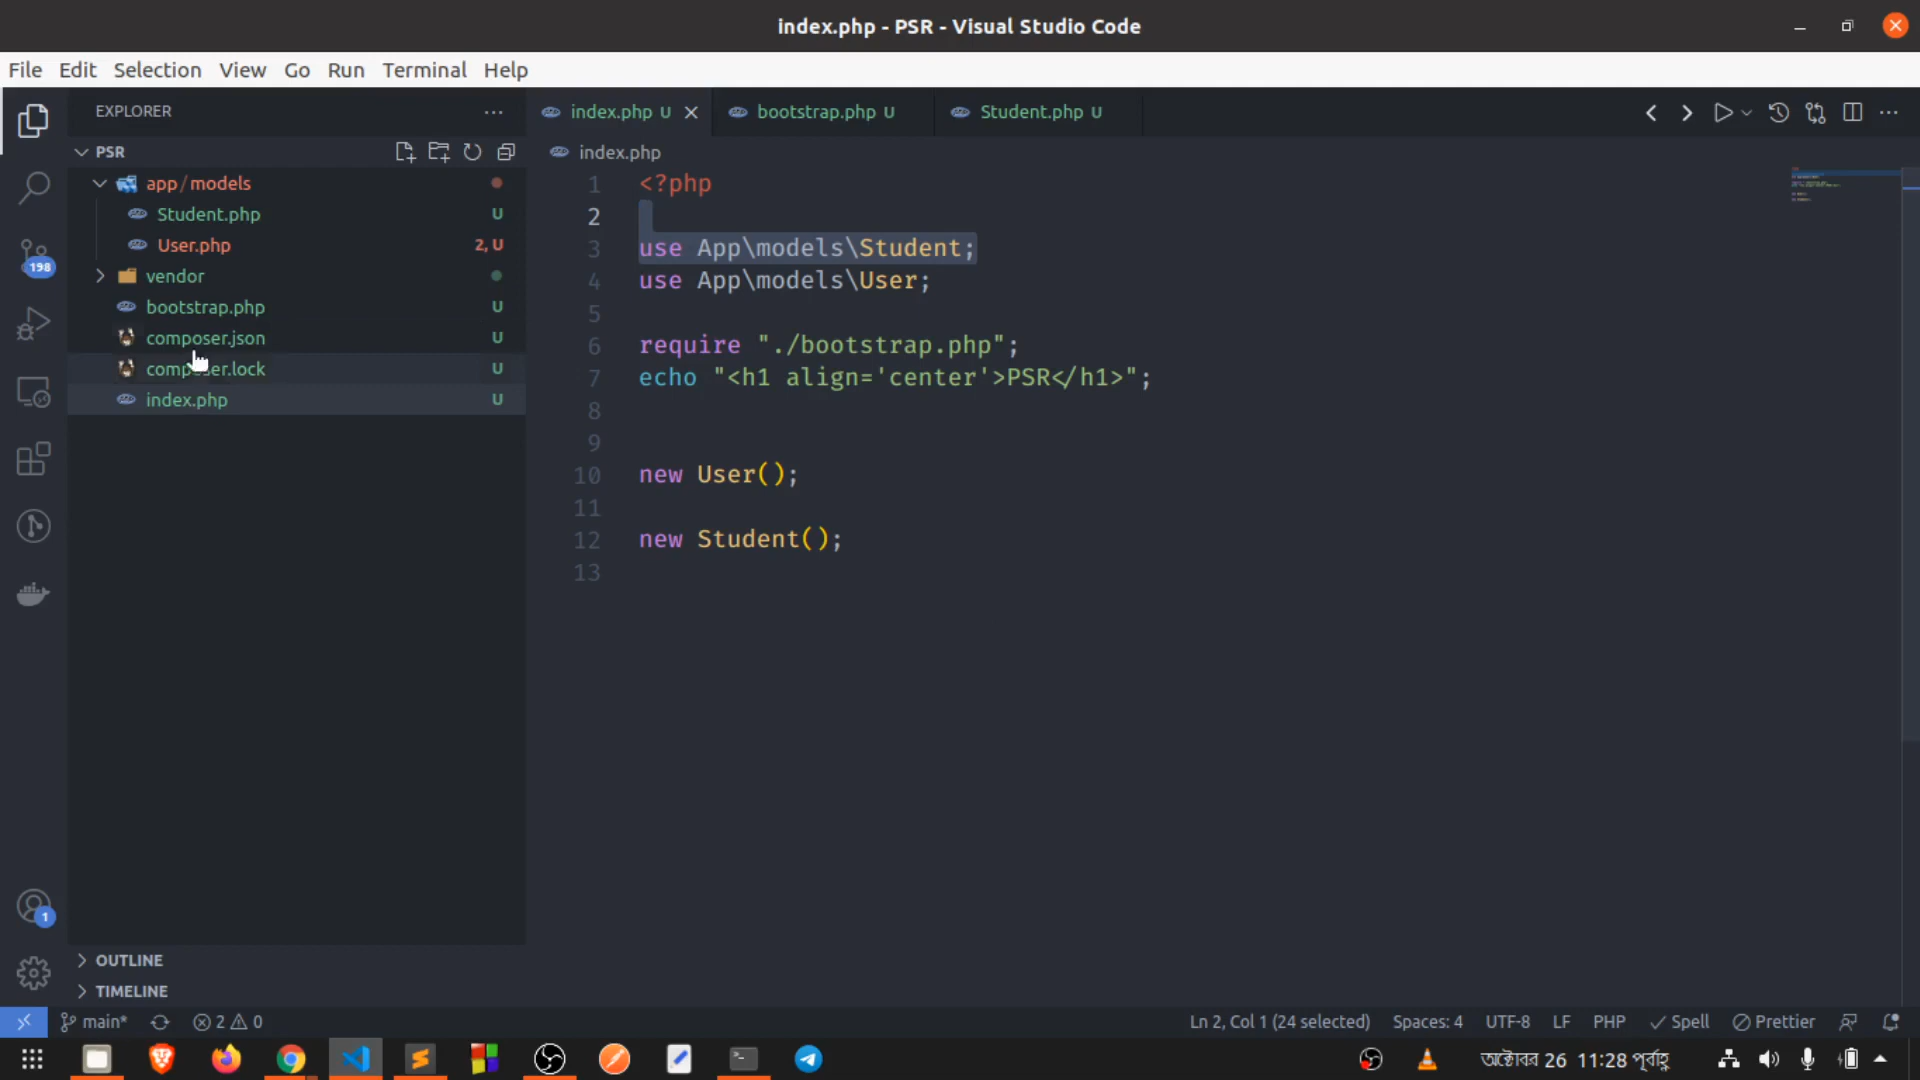 index.php - PSR - Visual Studio Code
File Edit Selection View Go Run Terminal Help
EXPLORER
index.php U
bootstrap.php U
Student.php U
PSR
index.php
app/models
Student.php U
User.php 2, U
vendor
bootstrap.php U
composer.json U
composer.lock U
index.php U
1 <?php
2
3 use App\models\Student;
4 use App\models\User;
5
6 require "./bootstrap.php";
7 echo "<h1 align='center'>PSR</h1>";
8
9
10 new User();
11
12 new Student();
13
198
1
OUTLINE
TIMELINE
main* 2 0 Ln 2, Col 1 (24 selected) Spaces: 4 UTF-8 LF PHP Spell Prettier
অক্টোবর 26 11:28 পূর্বাহ্ণ